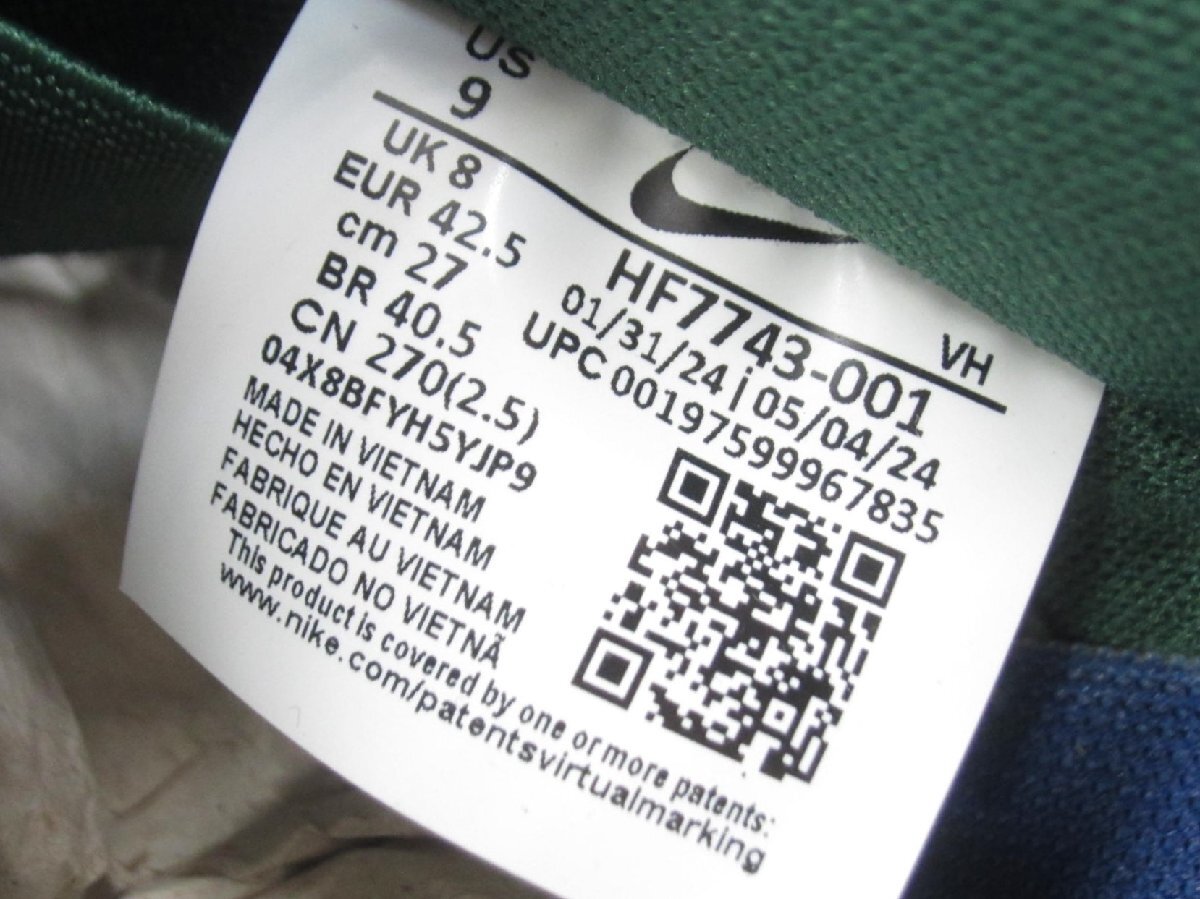 US
9
UK 8
EUR 42.5
cm 27
BR 40.5
CN 270(2.5)
04X8BFYH5YJP9
MADE IN VIETNAM
HECHO EN VIETNAM
FABRIQUE AU VIETNAM
FABRICADO NO VIETNÃ
This product is covered by one or more patents:
www.nike.com/patentsvirtualmarking
VH
HF7743-001
01/31/24 | 05/04/24
UPC 00197599967835